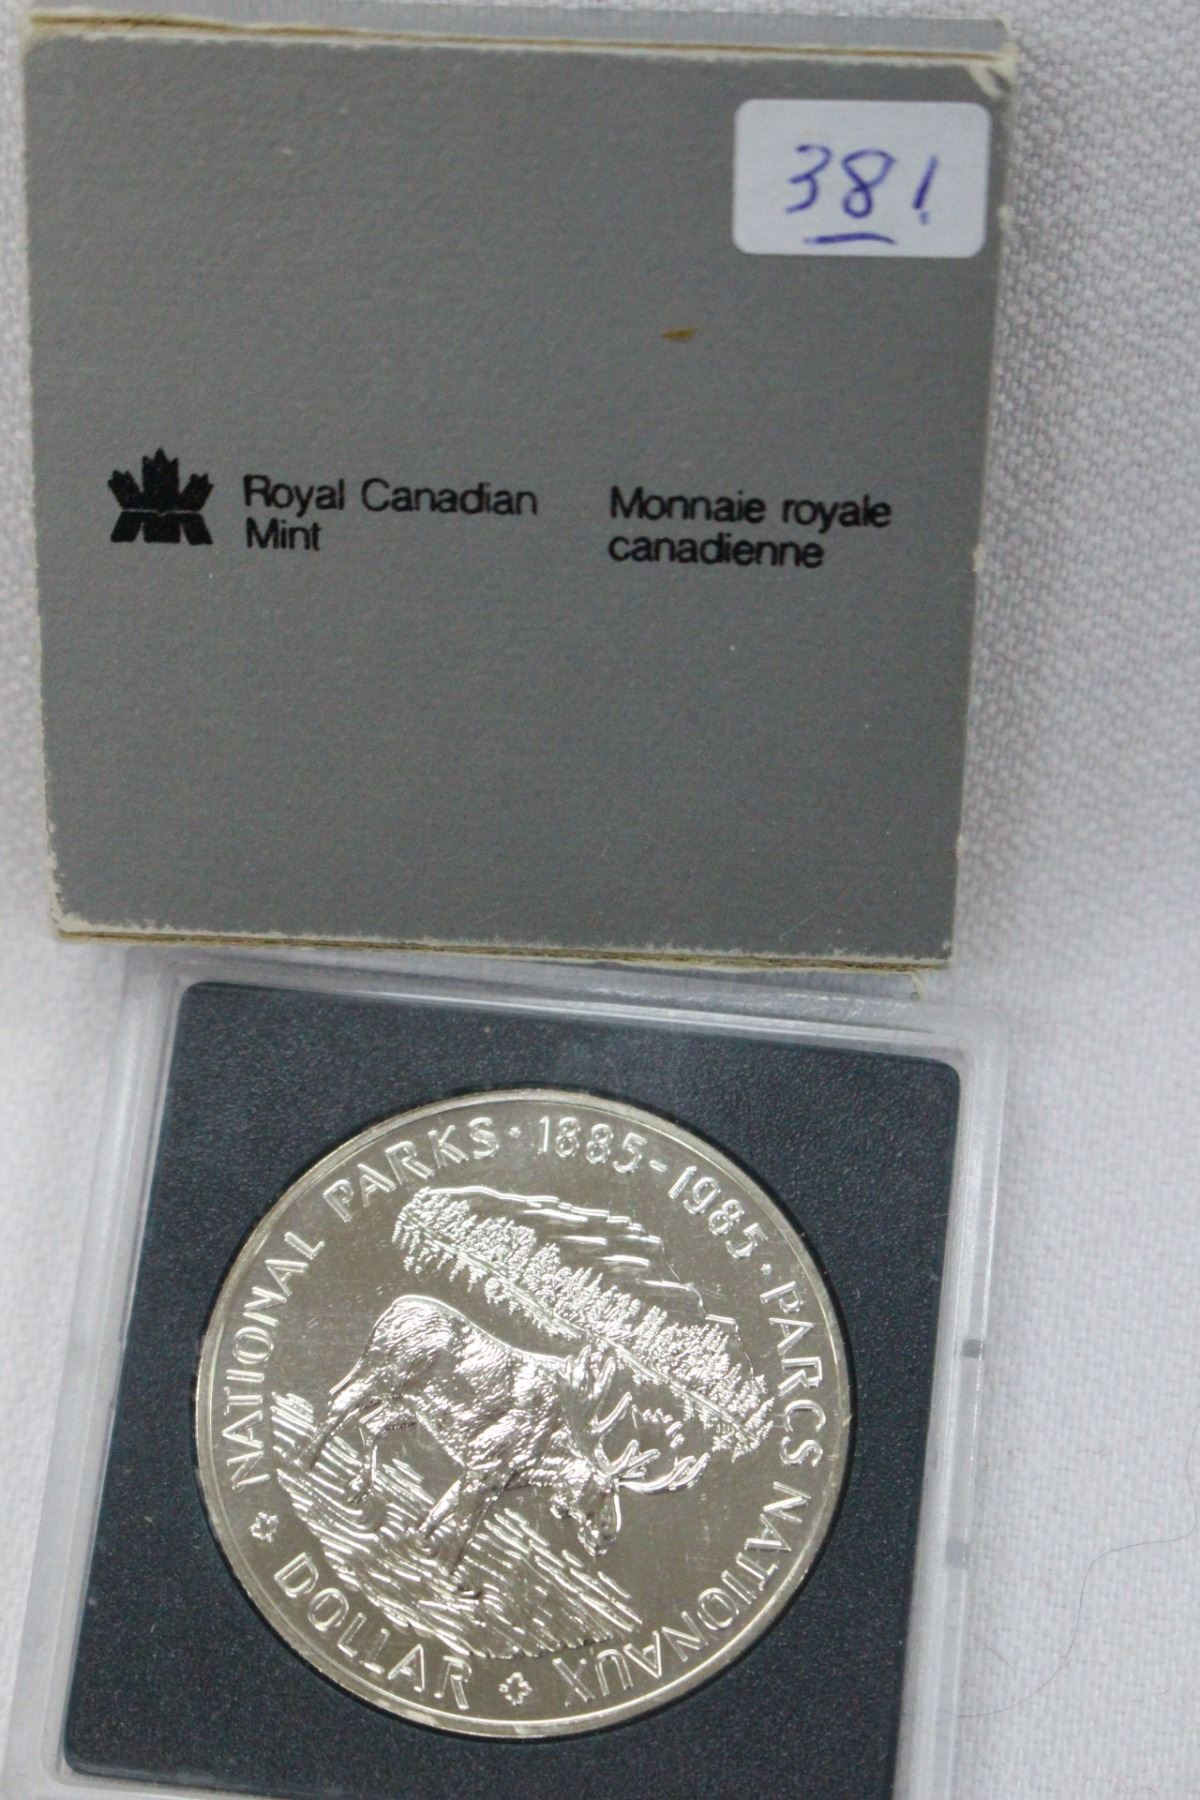 381.
Royal Canadian
Mint
Monnaie royale
canadienne
NATIONAL PARKS · 1885-1985 · PARCS NATIONAUX
DOLLAR